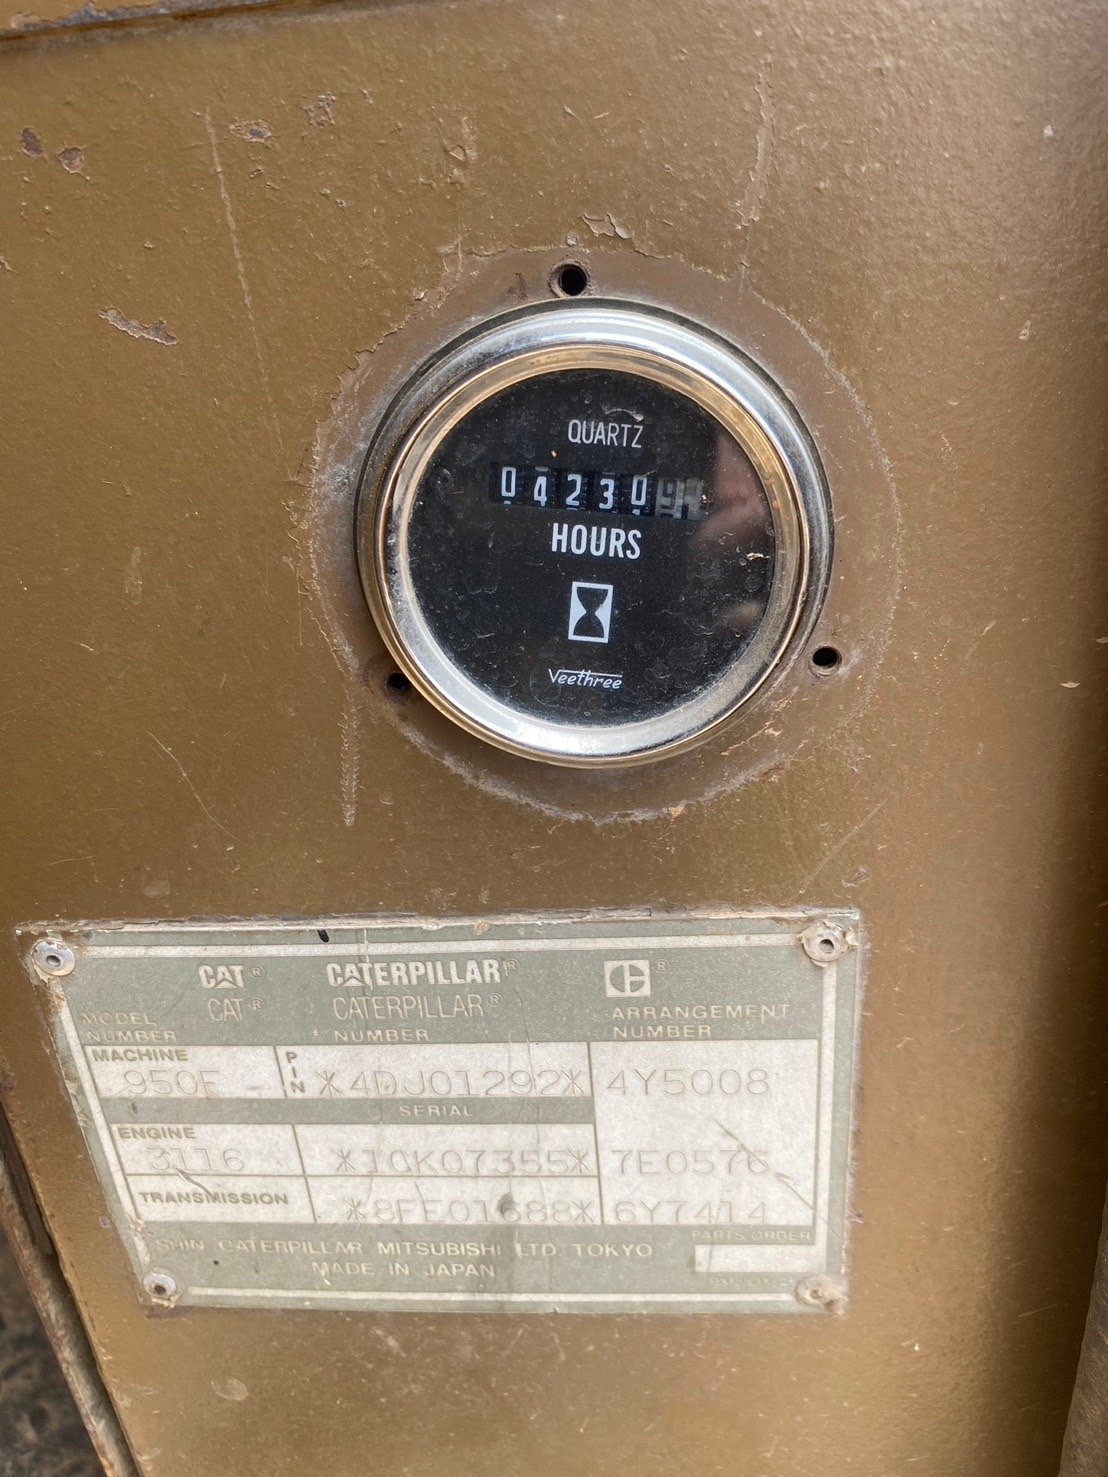 QUARTZ
04230
HOURS
Veethree
CAT® CATERPILLAR® ®
CAT® CATERPILLAR®
MODEL NUMBER NUMBER ARRANGEMENT NUMBER
MACHINE 950F PIN *4DJ01292* 4Y5008
SERIAL
ENGINE 3116 *10K07355* 7E0576
TRANSMISSION *8FE01688* 6Y7414
PARTS ORDER
SHIN CATERPILLAR MITSUBISHI LTD. TOKYO
MADE IN JAPAN